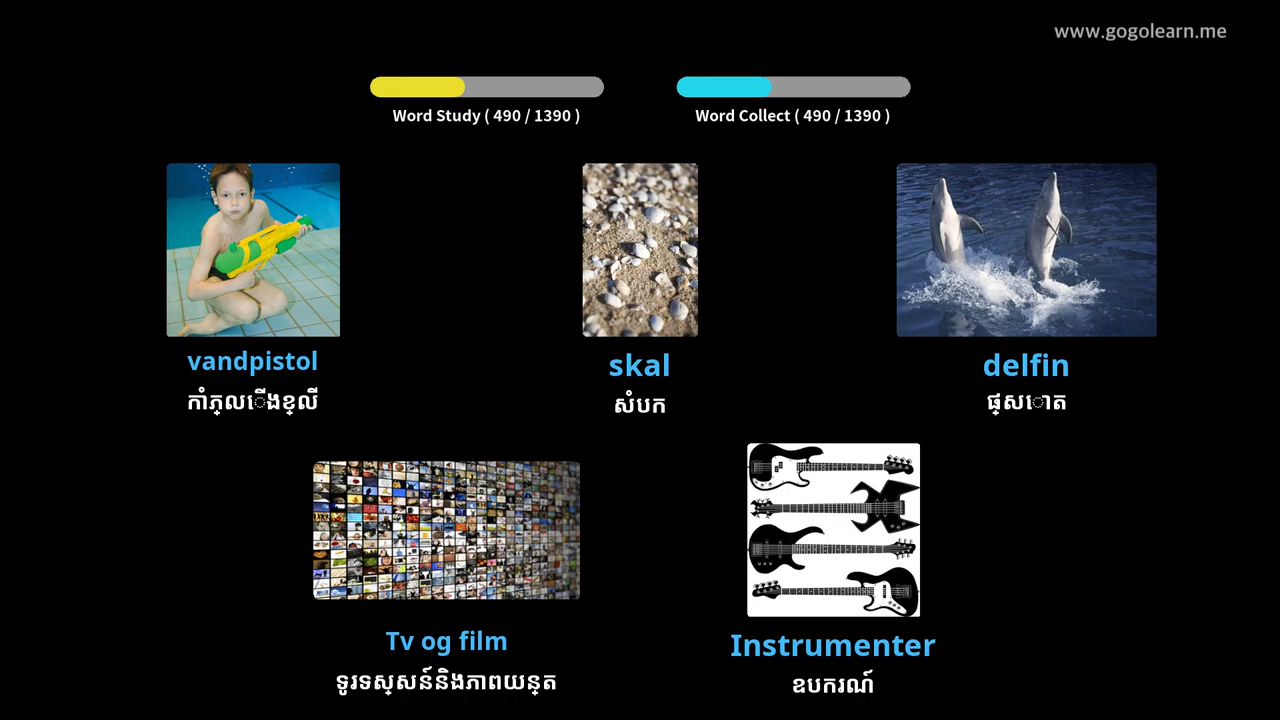 www.gogolearn.me
Word Study ( 490 / 1390 )
Word Collect ( 490 / 1390 )
vandpistol
កាំភ្លើងខ្លី
skal
សំបក
delfin
ផ្សោត
Tv og film
ទូរទស្សន៍និងភាពយន្ត
Instrumenter
ឧបករណ៍